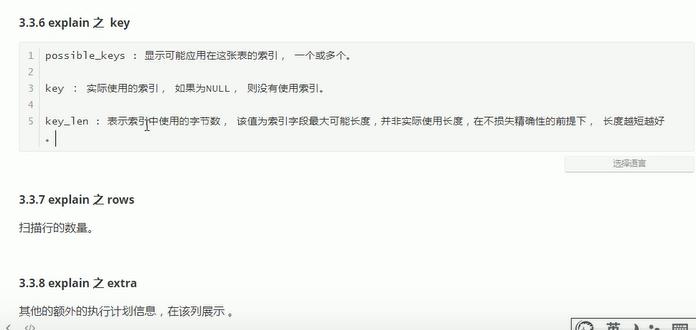 3.3.6 explain 之 key
1 possible_keys : 显示可能应用在这张表的索引， 一个或多个。
2
3 key ： 实际使用的索引， 如果为NULL， 则没有使用索引。
4
5 key_len : 表示索引中使用的字节数， 该值为索引字段最大可能长度，并非实际使用长度，在不损失精确性的前提下， 长度越短越好
。
选择语言
3.3.7 explain 之 rows
扫描行的数量。
3.3.8 explain 之 extra
其他的额外的执行计划信息，在该列展示 。